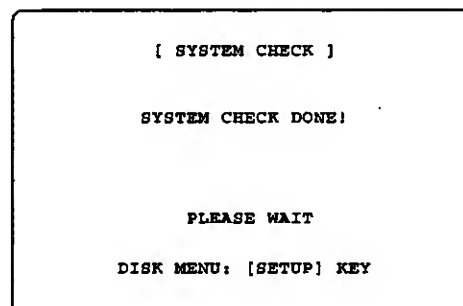 [ SYSTEM CHECK ]
SYSTEM CHECK DONE!
PLEASE WAIT
DISK MENU: [SETUP] KEY